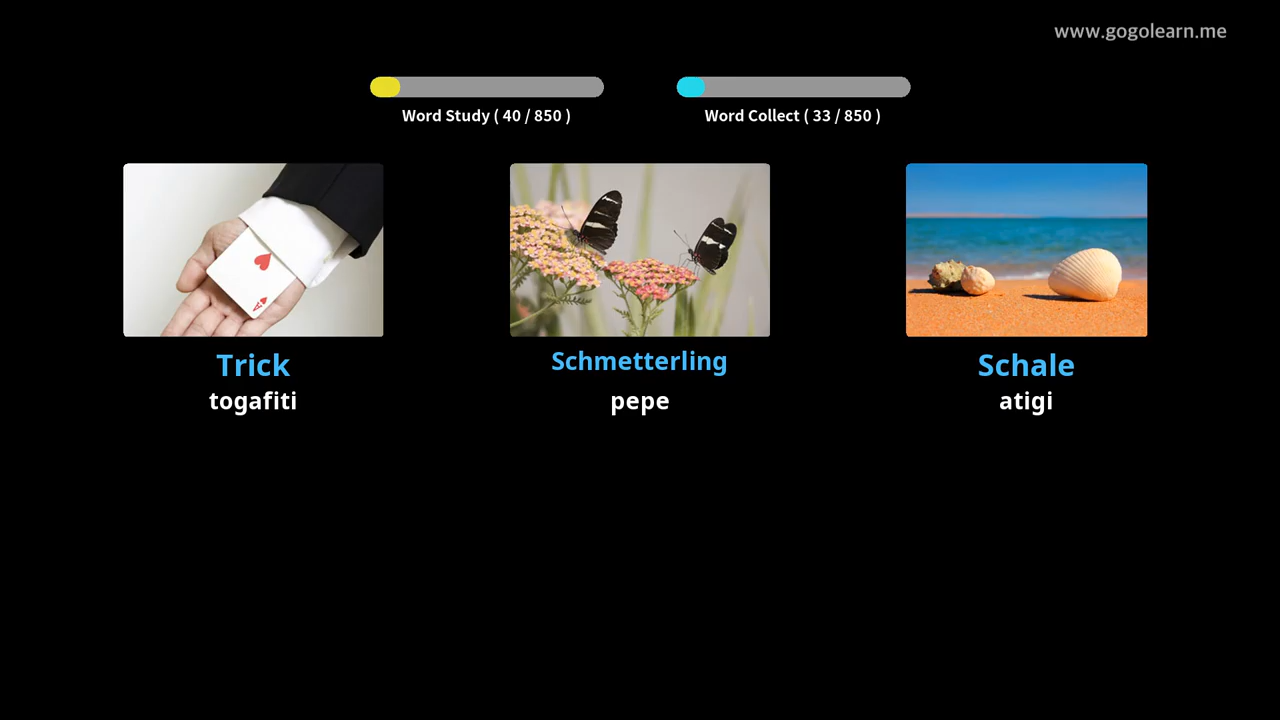 www.gogolearn.me
Word Study ( 40 / 850 )
Word Collect ( 33 / 850 )
Trick
togafiti
Schmetterling
pepe
Schale
atigi